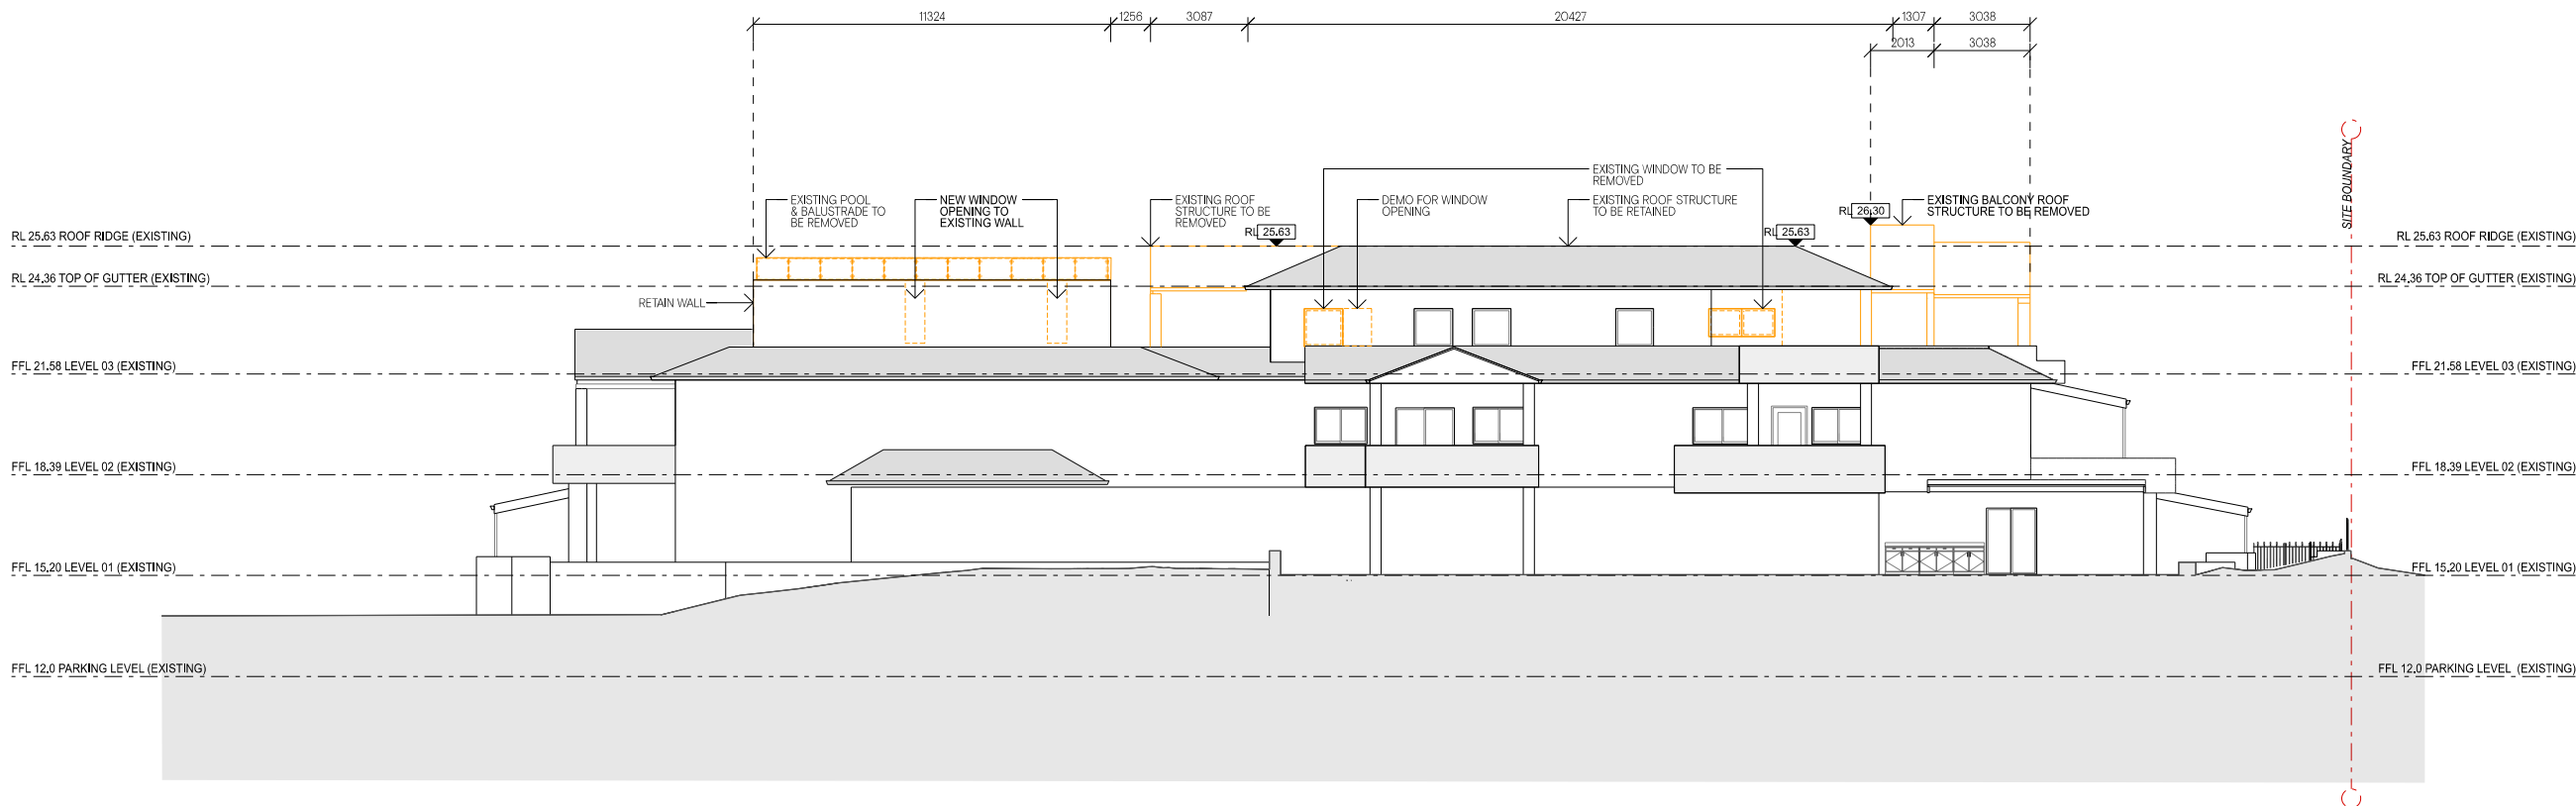 11324
1256
3087
20427
1307
3038
2013
3038
SITE BOUNDARY
EXISTING WINDOW TO BE
REMOVED
EXISTING POOL
& BALUSTRADE TO
BE REMOVED
NEW WINDOW
OPENING TO
EXISTING WALL
EXISTING ROOF
STRUCTURE TO BE
REMOVED
DEMO FOR WINDOW
OPENING
EXISTING ROOF STRUCTURE
TO BE RETAINED
EXISTING BALCONY ROOF
STRUCTURE TO BE REMOVED
RL 26.30
RL 25.63
RL 25.63
RL 25.63 ROOF RIDGE (EXISTING)
RL 25.63 ROOF RIDGE (EXISTING)
RL 24.36 TOP OF GUTTER (EXISTING)
RL 24.36 TOP OF GUTTER (EXISTING)
RETAIN WALL
FFL 21.58 LEVEL 03 (EXISTING)
FFL 21.58 LEVEL 03 (EXISTING)
FFL 18.39 LEVEL 02 (EXISTING)
FFL 18.39 LEVEL 02 (EXISTING)
FFL 15.20 LEVEL 01 (EXISTING)
FFL 15.20 LEVEL 01 (EXISTING)
FFL 12.0 PARKING LEVEL (EXISTING)
FFL 12.0 PARKING LEVEL (EXISTING)